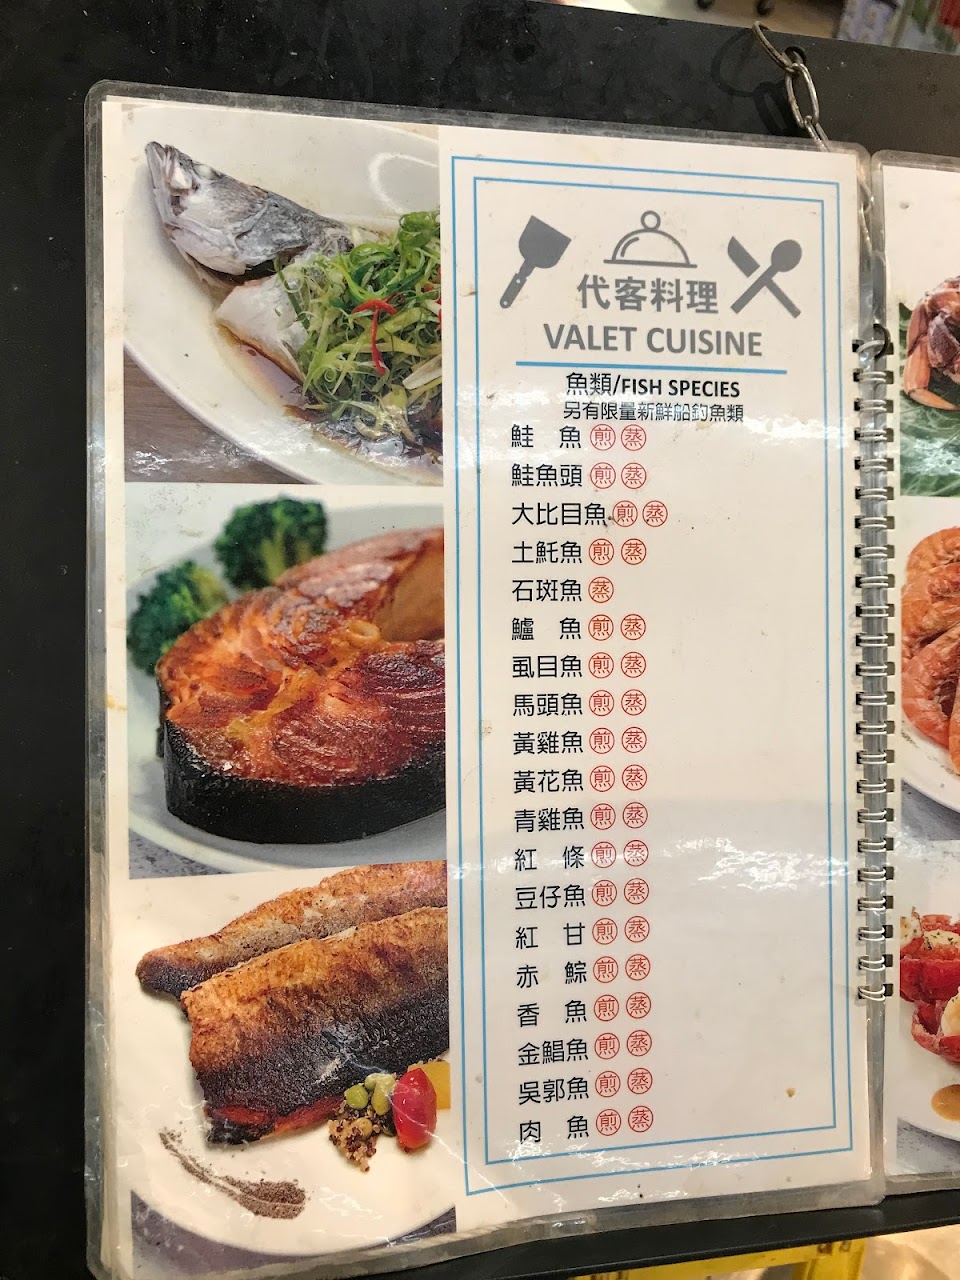 代客料理
VALET CUISINE
魚類/FISH SPECIES
另有限量新鮮船釣魚類
鮭 魚 煎 蒸
鮭魚頭 煎 蒸
大比目魚 煎 蒸
土魠魚 煎 蒸
石斑魚 蒸
鱸 魚 煎 蒸
虱目魚 煎 蒸
馬頭魚 煎 蒸
黃雞魚 煎 蒸
黃花魚 煎 蒸
青雞魚 煎 蒸
紅 條 煎 蒸
豆仔魚 煎 蒸
紅 甘 煎 蒸
赤 鯮 煎 蒸
香 魚 煎 蒸
金鯧魚 煎 蒸
吳郭魚 煎 蒸
肉 魚 煎 蒸